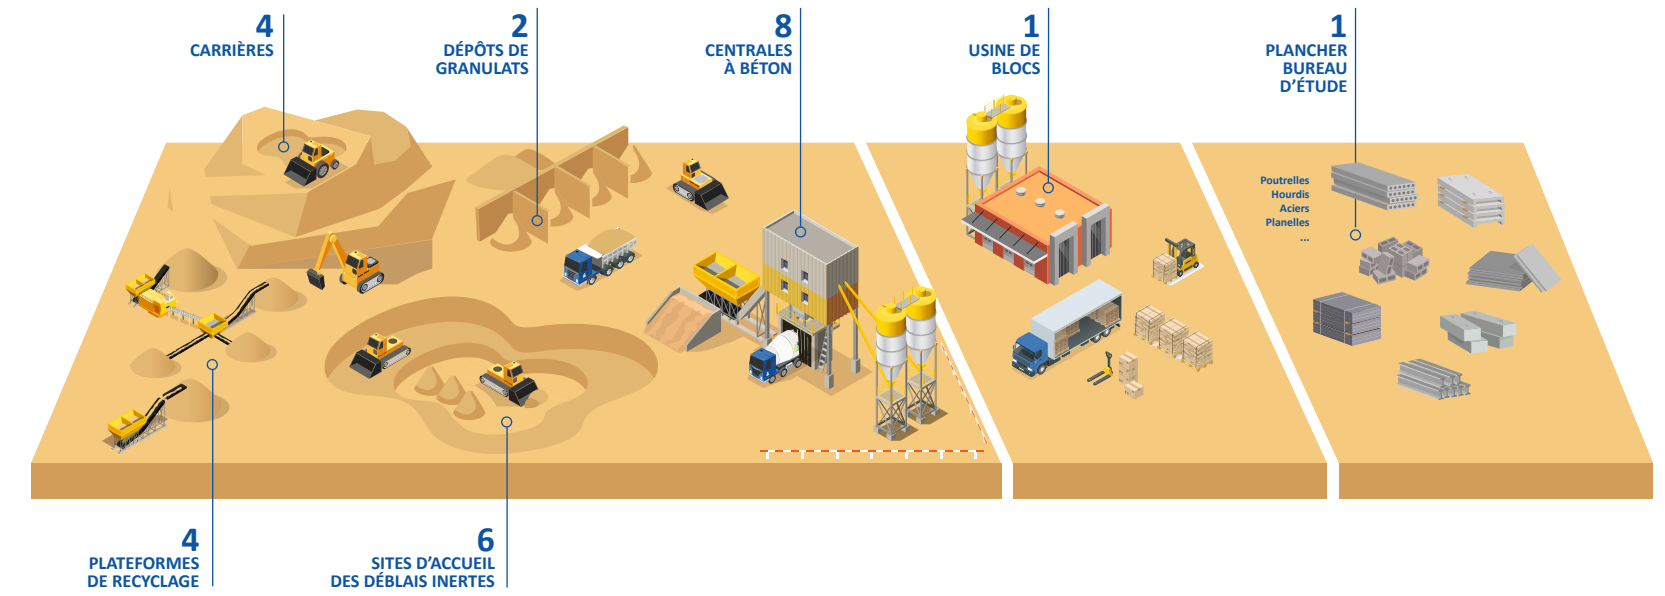 4
CARRIÈRES
2
DÉPÔTS DE
GRANULATS
8
CENTRALES
À BÉTON
1
USINE DE
BLOCS
1
PLANCHER
BUREAU
D’ÉTUDE
Poutrelles
Hourdis
Aciers
Planelles
...
4
PLATEFORMES
DE RECYCLAGE
6
SITES D’ACCUEIL
DES DÉBLAIS INERTES